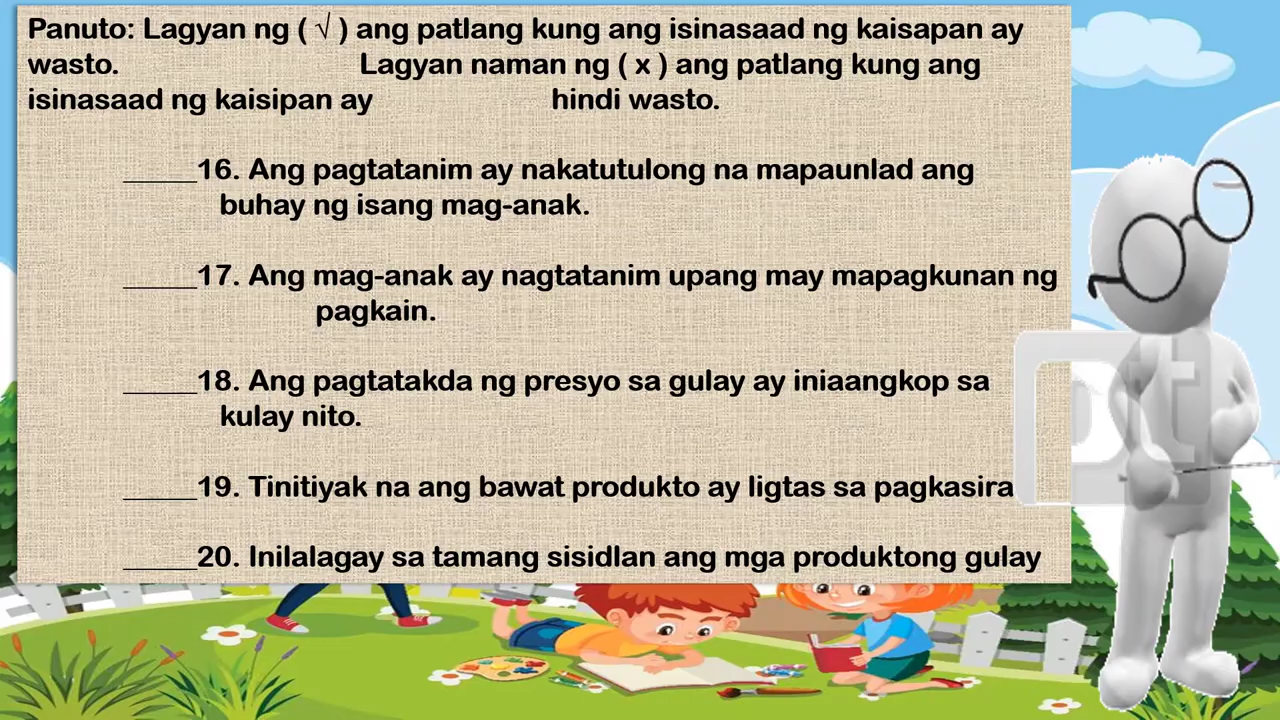 Panuto: Lagyan ng ( √ ) ang patlang kung ang isinasaad ng kaisapan ay
wasto. Lagyan naman ng ( x ) ang patlang kung ang
isinasaad ng kaisipan ay hindi wasto.
_____16. Ang pagtatanim ay nakatutulong na mapaunlad ang
buhay ng isang mag-anak.
_____17. Ang mag-anak ay nagtatanim upang may mapagkunan ng
pagkain.
_____18. Ang pagtatakda ng presyo sa gulay ay iniaangkop sa
kulay nito.
_____19. Tinitiyak na ang bawat produkto ay ligtas sa pagkasira
_____20. Inilalagay sa tamang sisidlan ang mga produktong gulay